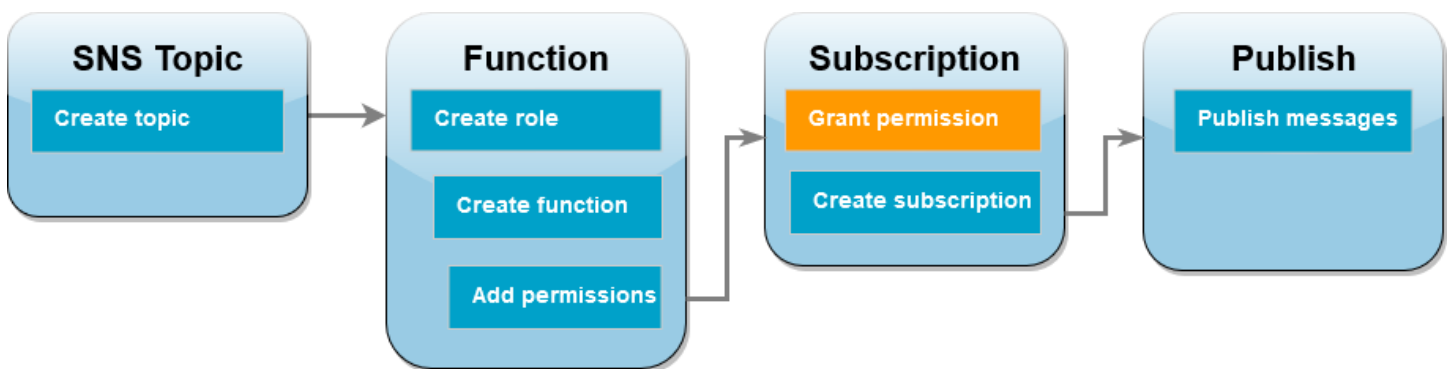 SNS Topic
Create topic
Function
Create role
Create function
Add permissions
Subscription
Grant permission
Create subscription
Publish
Publish messages